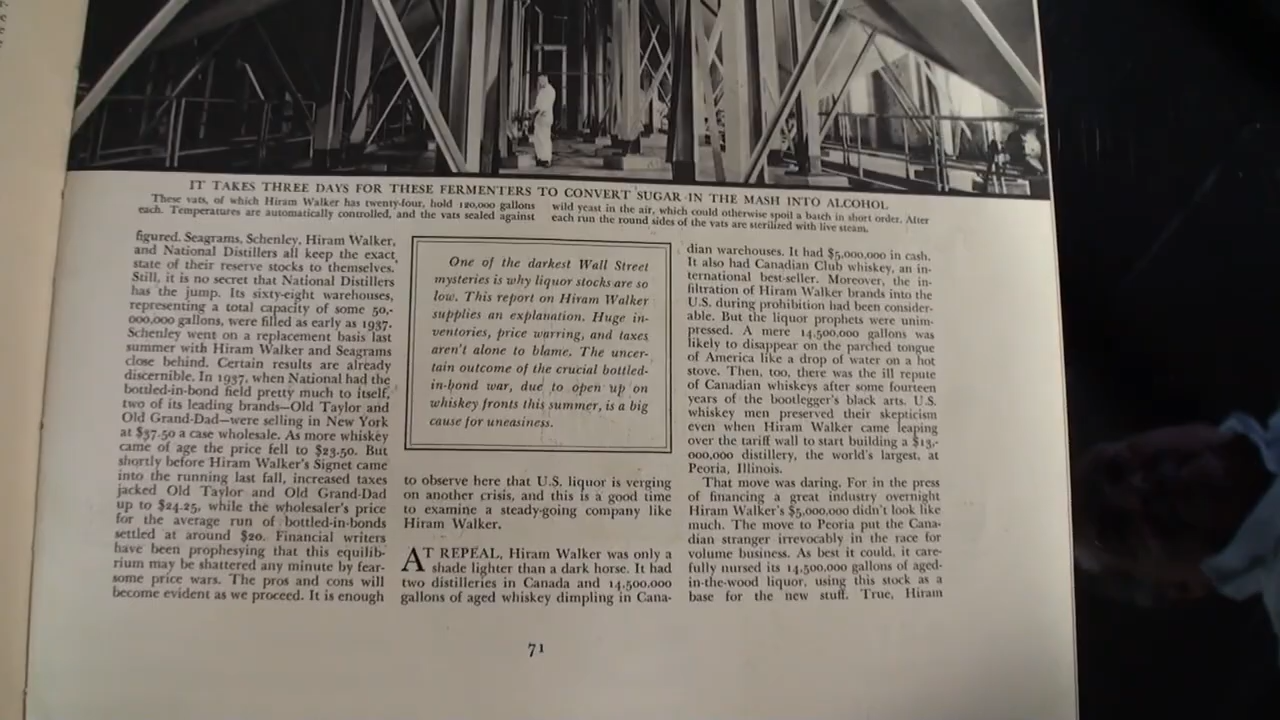 IT TAKES THREE DAYS FOR THESE FERMENTERS TO CONVERT SUGAR IN THE MASH INTO ALCOHOL
These vats, of which Hiram Walker has twenty-four, hold 120,000 gallons
each. Temperatures are automatically controlled, and the vats sealed against
wild yeast in the air, which could otherwise spoil a batch in short order. After
each run the round sides of the vats are sterilized with live steam.
figured. Seagrams, Schenley, Hiram Walker,
and National Distillers all keep the exact
state of their reserve stocks to themselves.
Still, it is no secret that National Distillers
has the jump. Its sixty-eight warehouses,
representing a total capacity of some 50,-
000,000 gallons, were filled as early as 1937.
Schenley went on a replacement basis last
summer with Hiram Walker and Seagrams
close behind. Certain results are already
discernible. In 1937, when National had the
bottled-in-bond field pretty much to itself,
two of its leading brands—Old Taylor and
Old Grand-Dad—were selling in New York
at $37.50 a case wholesale. As more whiskey
came of age the price fell to $23.50. But
shortly before Hiram Walker's Signet came
into the running last fall, increased taxes
jacked Old Taylor and Old Grand-Dad
up to $24.25, while the wholesaler's price
for the average run of bottled-in-bonds
settled at around $20. Financial writers
have been prophesying that this equilib-
rium may be shattered any minute by fear-
some price wars. The pros and cons will
become evident as we proceed. It is enough
One of the darkest Wall Street
mysteries is why liquor stocks are so
low. This report on Hiram Walker
supplies an explanation. Huge in-
ventories, price warring, and taxes
aren't alone to blame. The uncer-
tain outcome of the crucial bottled-
in-bond war, due to open up on
whiskey fronts this summer, is a big
cause for uneasiness.
to observe here that U.S. liquor is verging
on another crisis, and this is a good time
to examine a steady-going company like
Hiram Walker.
AT REPEAL, Hiram Walker was only a
shade lighter than a dark horse. It had
two distilleries in Canada and 14,500,000
gallons of aged whiskey dimpling in Cana-
dian warehouses. It had $5,000,000 in cash.
It also had Canadian Club whiskey, an in-
ternational best-seller. Moreover, the in-
filtration of Hiram Walker brands into the
U.S. during prohibition had been consider-
able. But the liquor prophets were unim-
pressed. A mere 14,500,000 gallons was
likely to disappear on the parched tongue
of America like a drop of water on a hot
stove. Then, too, there was the ill repute
of Canadian whiskeys after some fourteen
years of the bootlegger's black arts. U.S.
whiskey men preserved their skepticism
even when Hiram Walker came leaping
over the tariff wall to start building a $13,-
000,000 distillery, the world's largest, at
Peoria, Illinois.
That move was daring. For in the press
of financing a great industry overnight
Hiram Walker's $5,000,000 didn't look like
much. The move to Peoria put the Cana-
dian stranger irrevocably in the race for
volume business. As best it could, it care-
fully nursed its 14,500,000 gallons of aged-
in-the-wood liquor, using this stock as a
base for the new stuff. True, Hiram
71